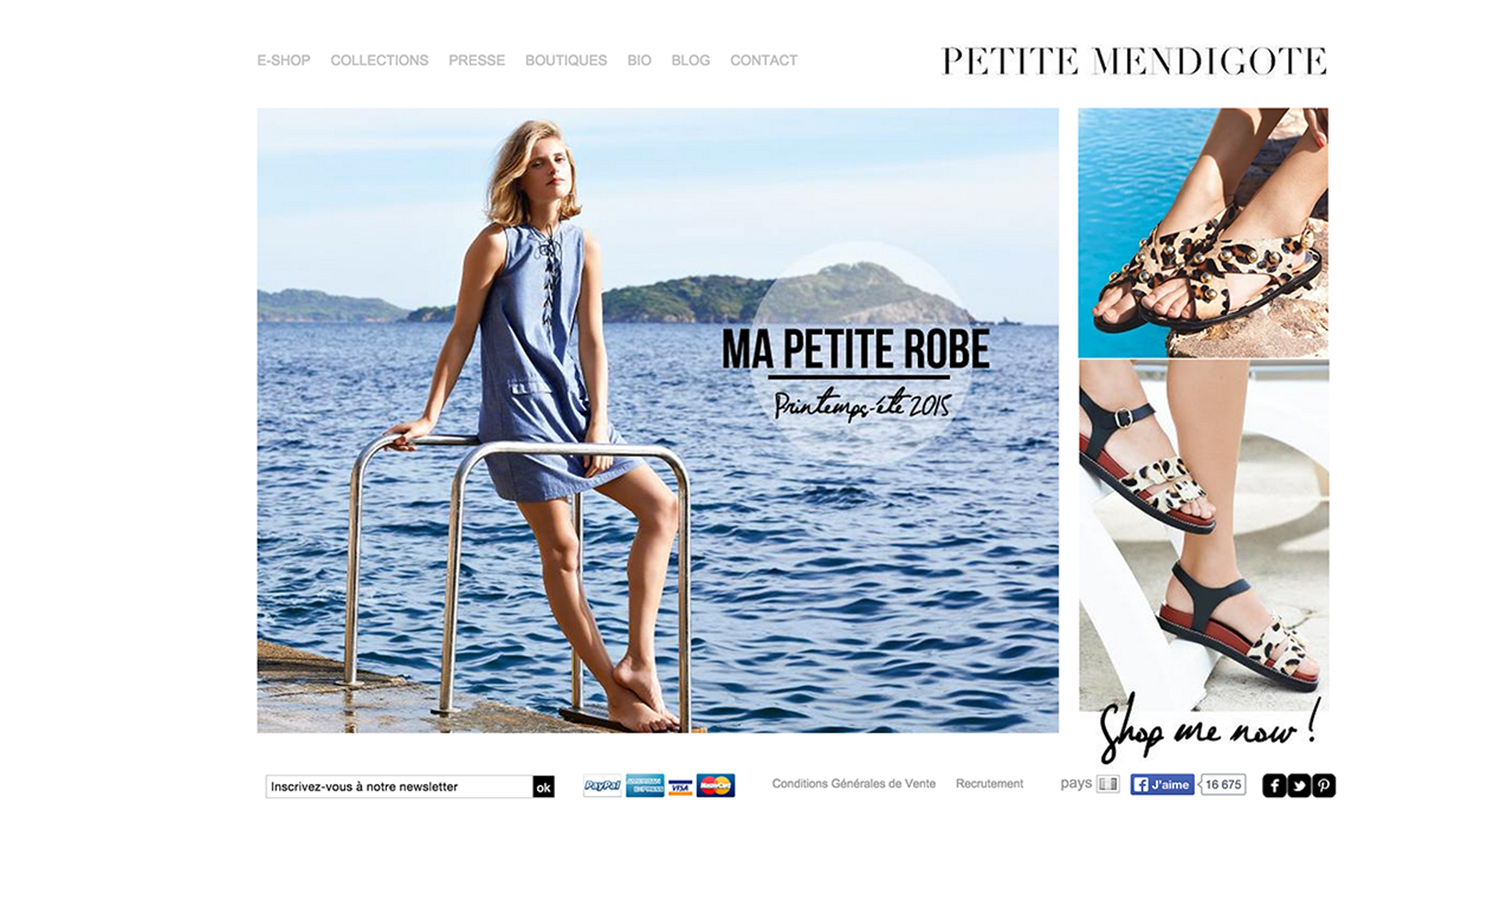 E-SHOP COLLECTIONS PRESSE BOUTIQUES BIO BLOG CONTACT
PETITE MENDIGOTE
MA PETITE ROBE
Printemps-été 2015
Shop me now !
Inscrivez-vous à notre newsletter ok
PayPal AMERICAN EXPRESS VISA MasterCard
Conditions Générales de Vente Recrutement
pays J'aime 16 675